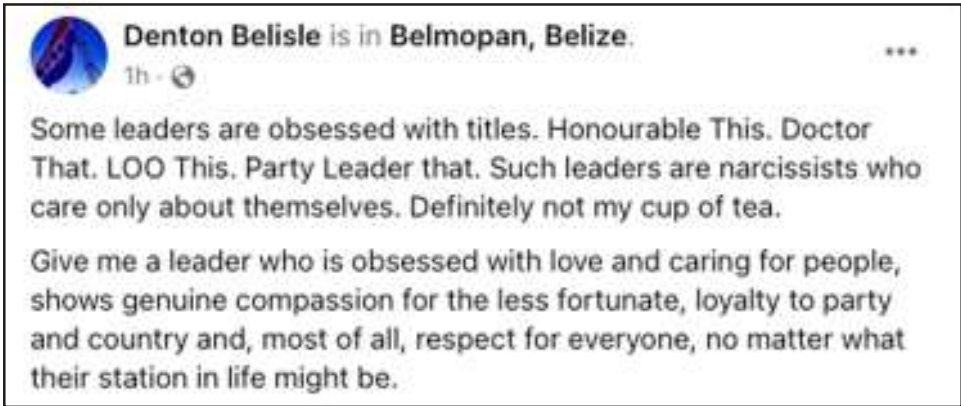 Denton Belisle is in Belmopan, Belize.
1h ·
Some leaders are obsessed with titles. Honourable This. Doctor
That. LOO This. Party Leader that. Such leaders are narcissists who
care only about themselves. Definitely not my cup of tea.
Give me a leader who is obsessed with love and caring for people,
shows genuine compassion for the less fortunate, loyalty to party
and country and, most of all, respect for everyone, no matter what
their station in life might be.